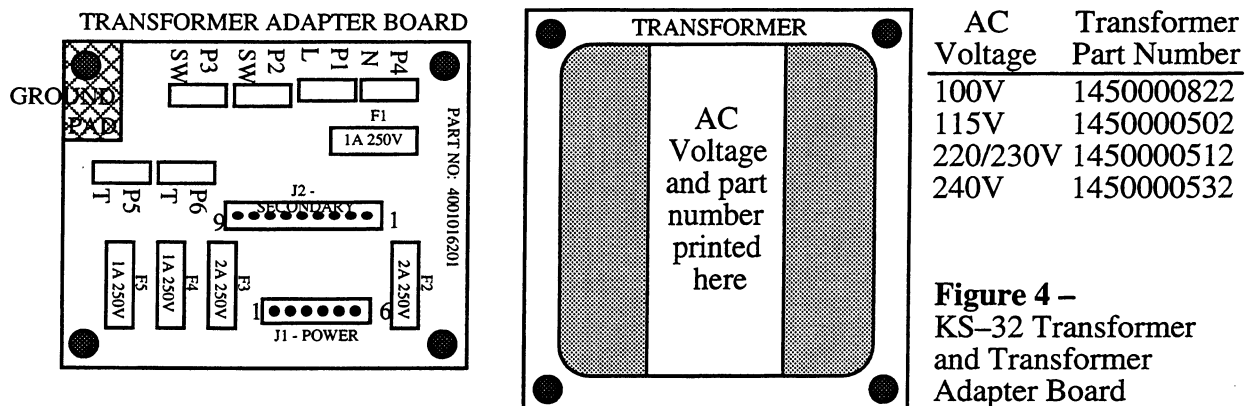 TRANSFORMER ADAPTER BOARD
SW P3
SW P2
L P1
N P4
GROUND
PAD
F1
1A 250V
PART NO: 4001016201
T P5
T P6
J2 -
SECONDARY
9
1
1A 250V F5
1A 250V F4
2A 250V F3
2A 250V F2
1
6
J1 - POWER
TRANSFORMER
AC
Voltage
and part
number
printed
here
AC Transformer
Voltage Part Number
100V 1450000822
115V 1450000502
220/230V 1450000512
240V 1450000532
Figure 4 –
KS–32 Transformer
and Transformer
Adapter Board